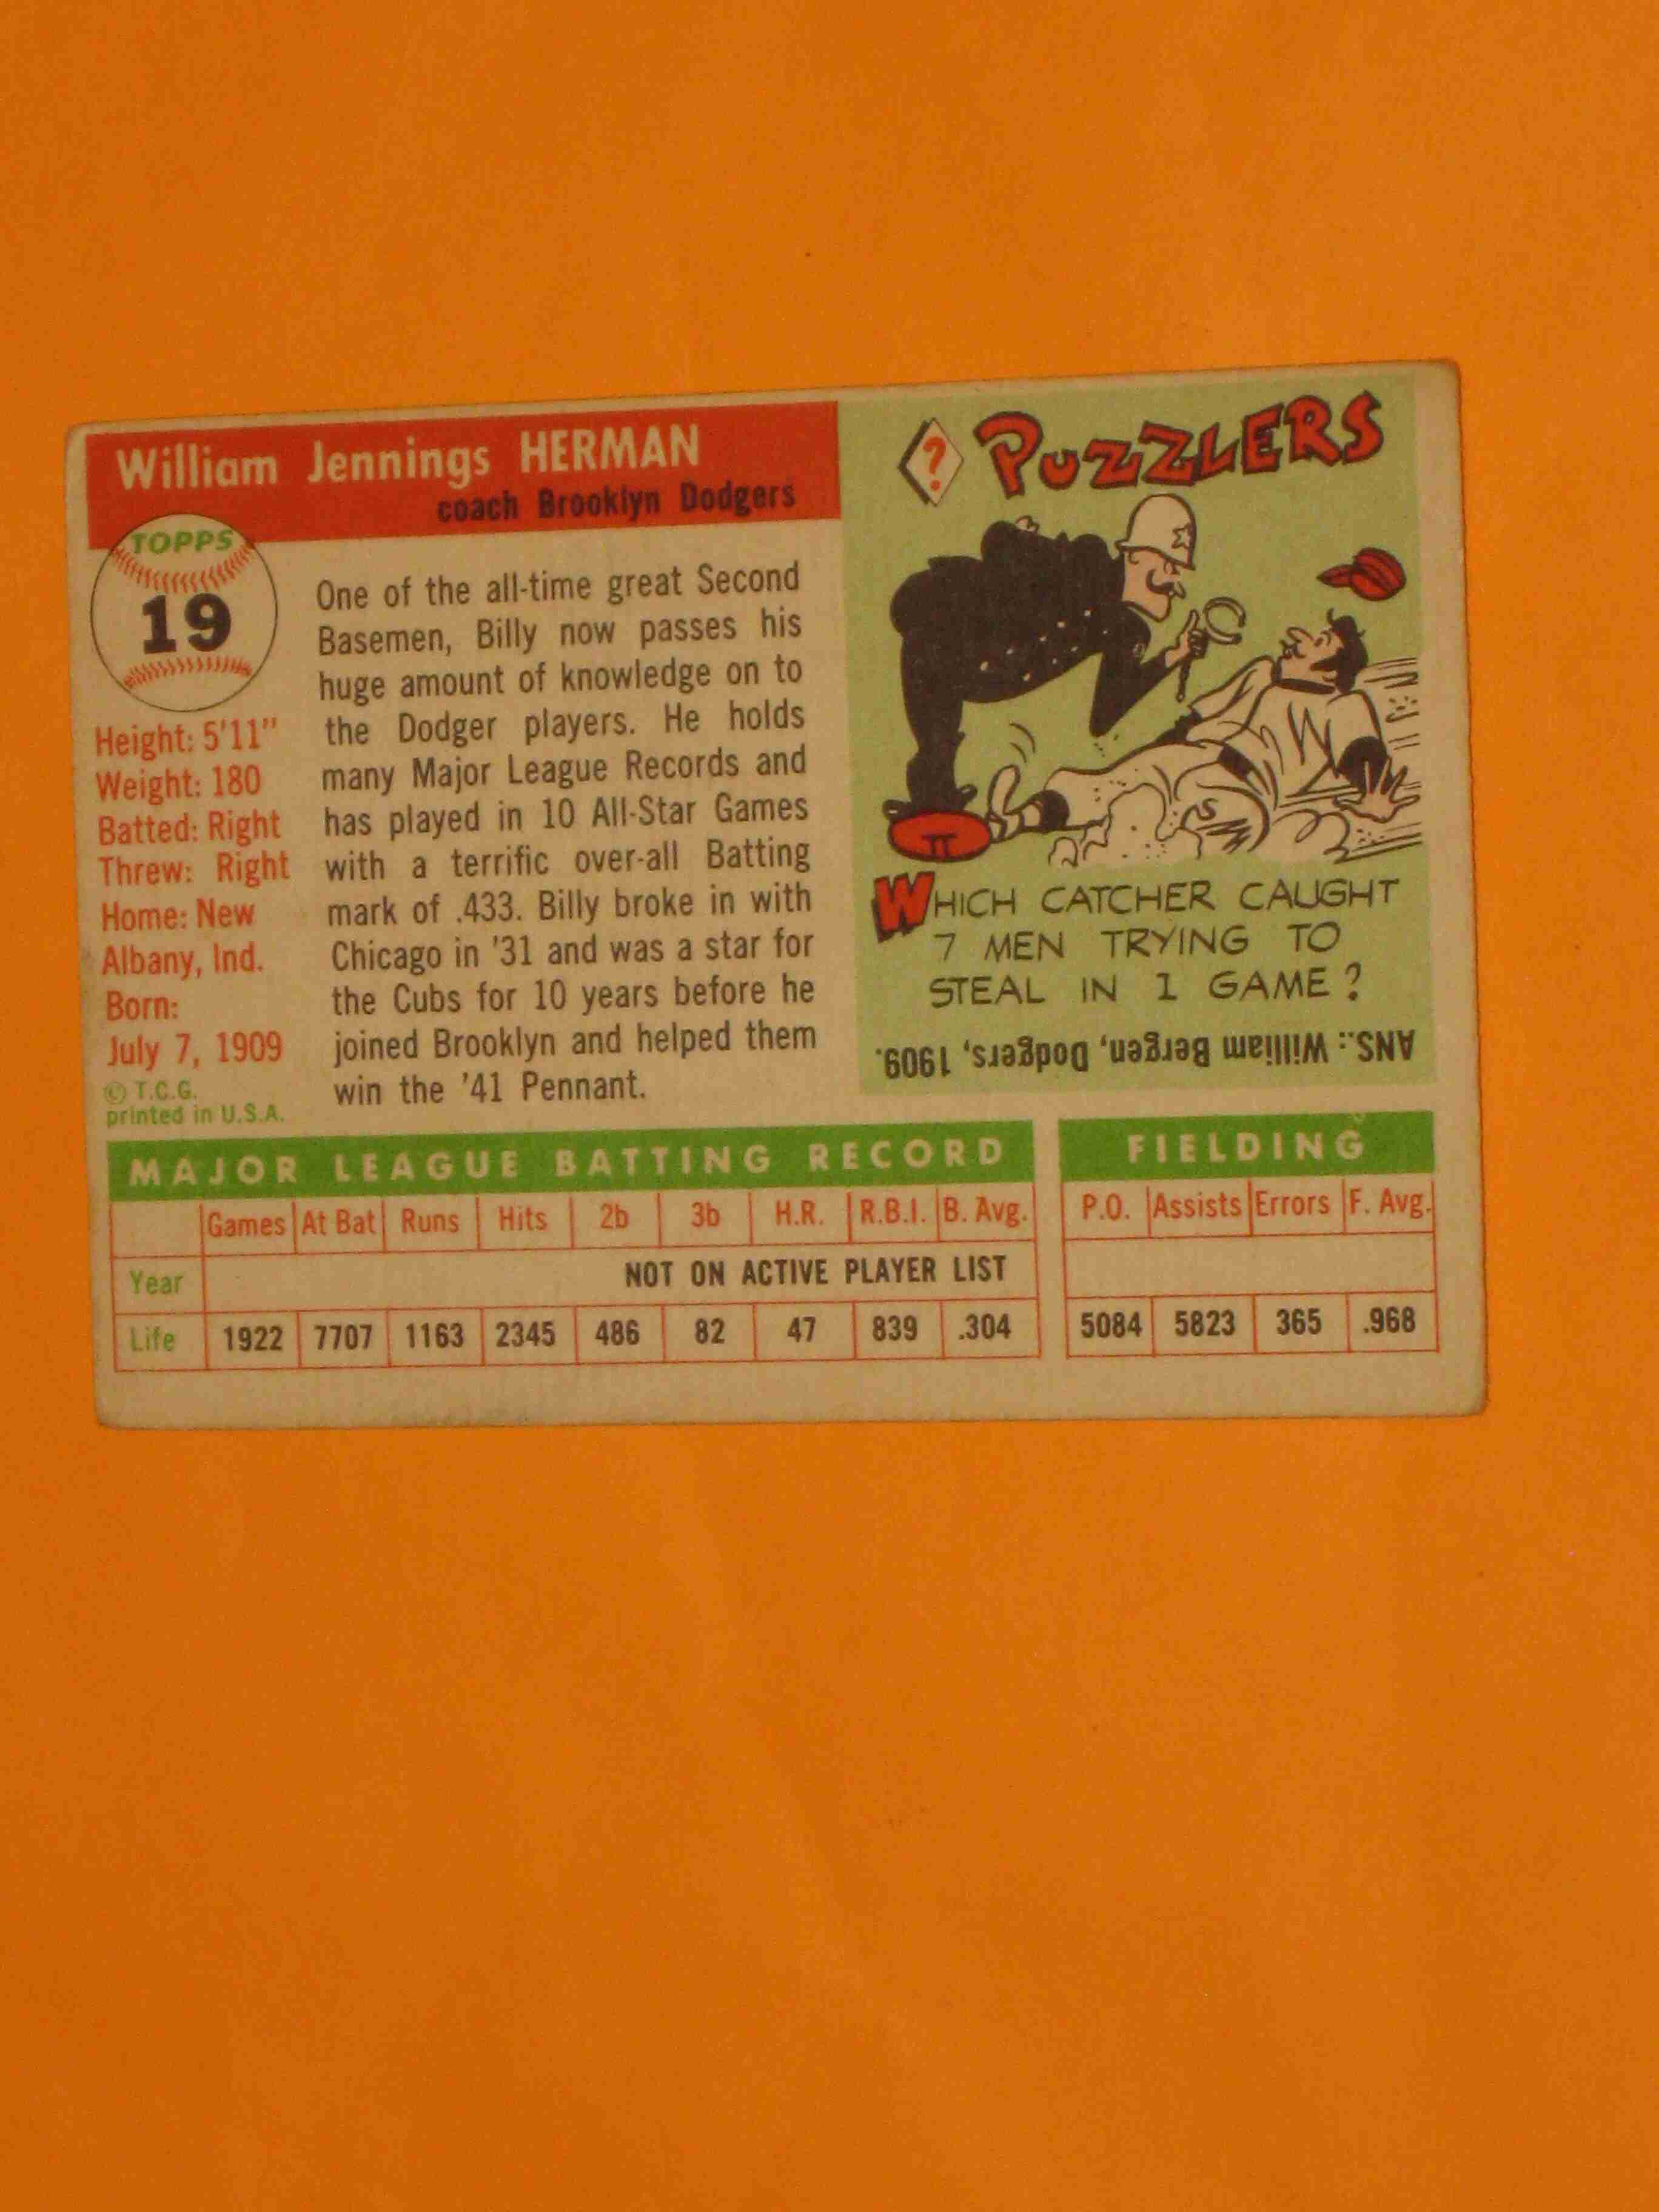 William Jennings HERMAN
coach Brooklyn Dodgers
TOPPS
19
Height: 5'11"
Weight: 180
Batted: Right
Threw: Right
Home: New
Albany, Ind.
Born:
July 7, 1909
© T.C.G.
printed in U.S.A.
One of the all-time great Second
Basemen, Billy now passes his
huge amount of knowledge on to
the Dodger players. He holds
many Major League Records and
has played in 10 All-Star Games
with a terrific over-all Batting
mark of .433. Billy broke in with
Chicago in '31 and was a star for
the Cubs for 10 years before he
joined Brooklyn and helped them
win the '41 Pennant.
? PUZZLERS
WHICH CATCHER CAUGHT
7 MEN TRYING TO
STEAL IN 1 GAME?
ANS.: William Bergen, Dodgers, 1909.
MAJOR LEAGUE BATTING RECORD
Games At Bat Runs Hits 2b 3b H.R. R.B.I. B. Avg.
Year NOT ON ACTIVE PLAYER LIST
Life 1922 7707 1163 2345 486 82 47 839 .304
FIELDING
P.O. Assists Errors F. Avg.
5084 5823 365 .968